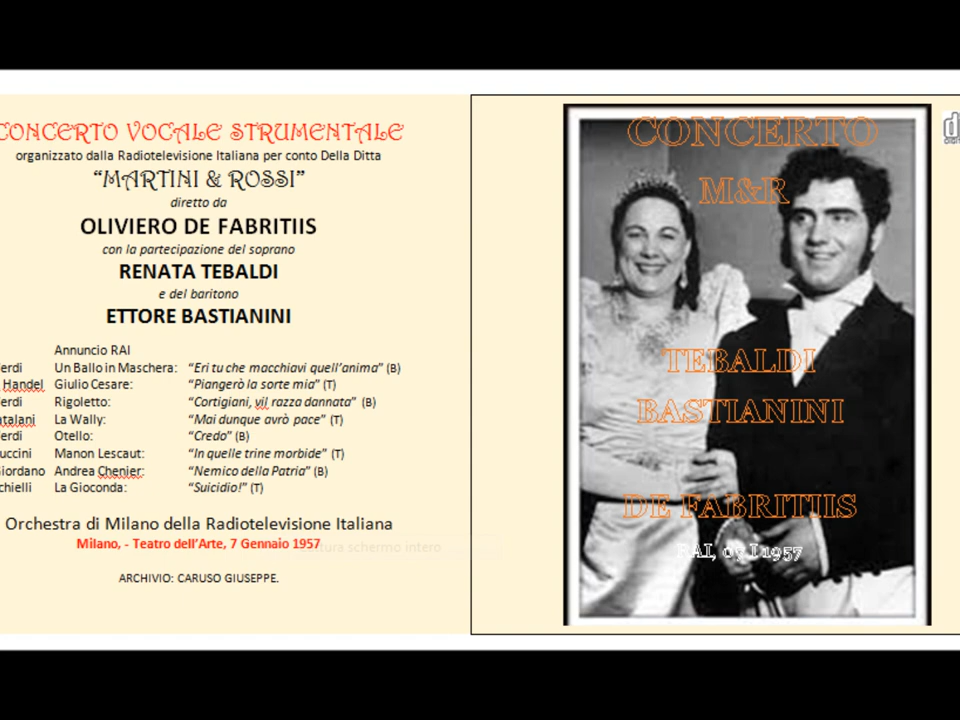 CONCERTO VOCALE STRUMENTALE
organizzato dalla Radiotelevisione Italiana per conto Della Ditta
“MARTINI & ROSSI”
diretto da
OLIVIERO DE FABRITIIS
con la partecipazione del soprano
RENATA TEBALDI
e del baritono
ETTORE BASTIANINI
Annuncio RAI
erdi Un Ballo in Maschera: “Eri tu che macchiavi quell’anima” (B)
Handel Giulio Cesare: “Piangerò la sorte mia” (T)
erdi Rigoletto: “Cortigiani, vil razza dannata” (B)
atalani La Wally: “Mai dunque avrò pace” (T)
erdi Otello: “Credo” (B)
uccini Manon Lescaut: “In quelle trine morbide” (T)
iordano Andrea Chenier: “Nemico della Patria” (B)
chielli La Gioconda: “Suicidio!” (T)
Orchestra di Milano della Radiotelevisione Italiana
Milano, - Teatro dell’Arte, 7 Gennaio 1957
schermo intero
ARCHIVIO: CARUSO GIUSEPPE.
CONCERTO
M&R
TEBALDI
BASTIANINI
DE FABRITIIS
RAI, 07 I 1957